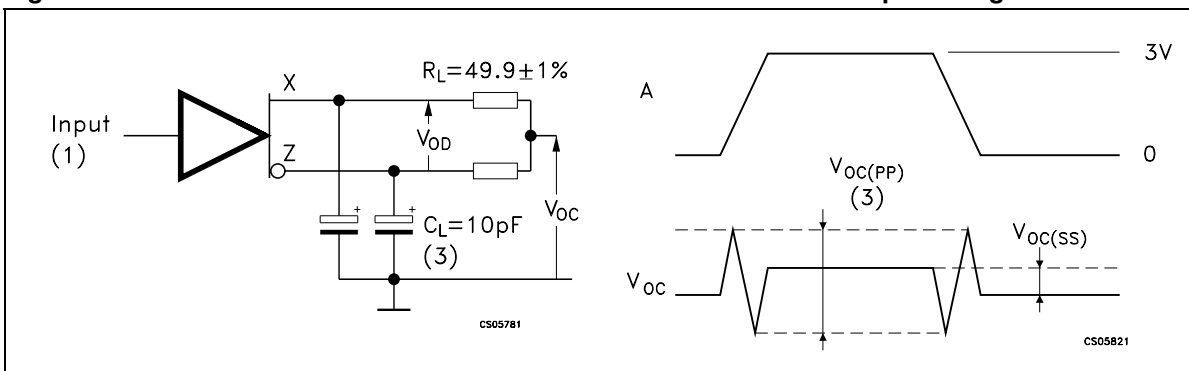 X
R_L=49.9±1%
Input
(1)
V_OD
Z
V_OC
+
+
C_L=10pF
(3)
CS05781
A
3V
0
V_OC(PP)
(3)
V_OC(SS)
V_OC
CS05821